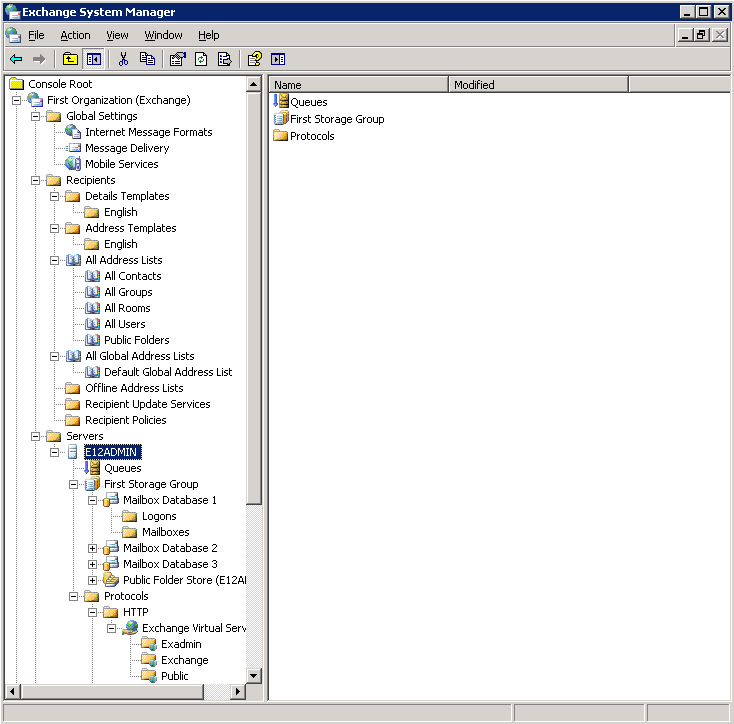 Exchange System Manager
File Action View Window Help
Console Root
First Organization (Exchange)
Global Settings
Internet Message Formats
Message Delivery
Mobile Services
Recipients
Details Templates
English
Address Templates
English
All Address Lists
All Contacts
All Groups
All Rooms
All Users
Public Folders
All Global Address Lists
Default Global Address List
Offline Address Lists
Recipient Update Services
Recipient Policies
Servers
E12ADMIN
Queues
First Storage Group
Mailbox Database 1
Logons
Mailboxes
Mailbox Database 2
Mailbox Database 3
Public Folder Store (E12A
Protocols
HTTP
Exchange Virtual Serv
Exadmin
Exchange
Public
Name Modified
Queues
First Storage Group
Protocols